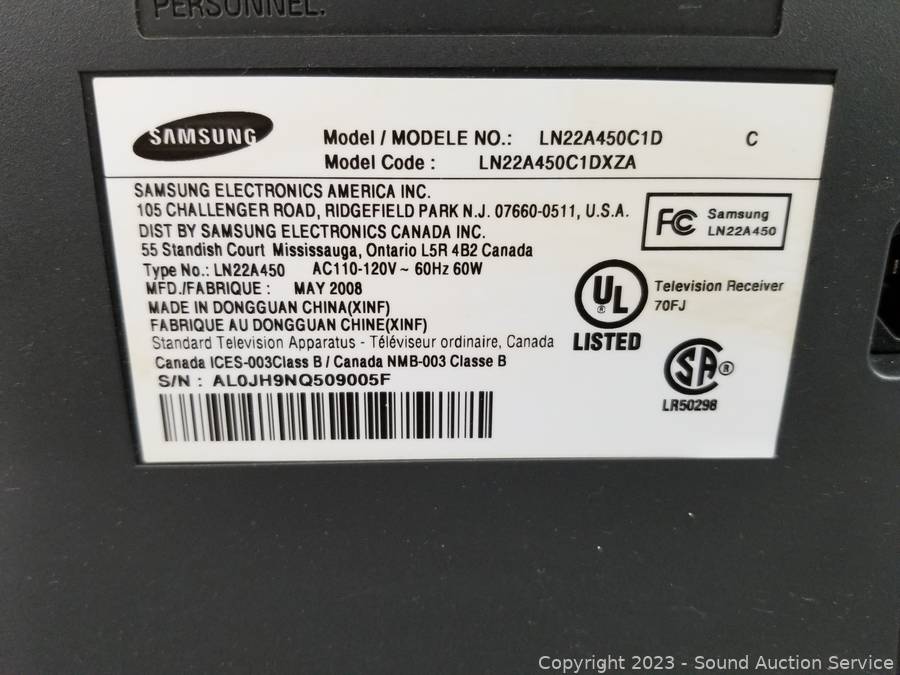 PERSONNEL.
SAMSUNG
Model / MODELE NO.: LN22A450C1D C
Model Code : LN22A450C1DXZA
SAMSUNG ELECTRONICS AMERICA INC.
105 CHALLENGER ROAD, RIDGEFIELD PARK N.J. 07660-0511, U.S.A.
DIST BY SAMSUNG ELECTRONICS CANADA INC.
55 Standish Court Mississauga, Ontario L5R 4B2 Canada
Type No.: LN22A450 AC110-120V ~ 60Hz 60W
MFD./FABRIQUE : MAY 2008
MADE IN DONGGUAN CHINA(XINF)
FABRIQUE AU DONGGUAN CHINE(XINF)
Standard Television Apparatus - Téléviseur ordinaire, Canada
Canada ICES-003Class B / Canada NMB-003 Classe B
S/N : AL0JH9NQ509005F
FC Samsung
LN22A450
UL ® Television Receiver
70FJ
LISTED
SA ®
LR50298
Copyright 2023 - Sound Auction Service